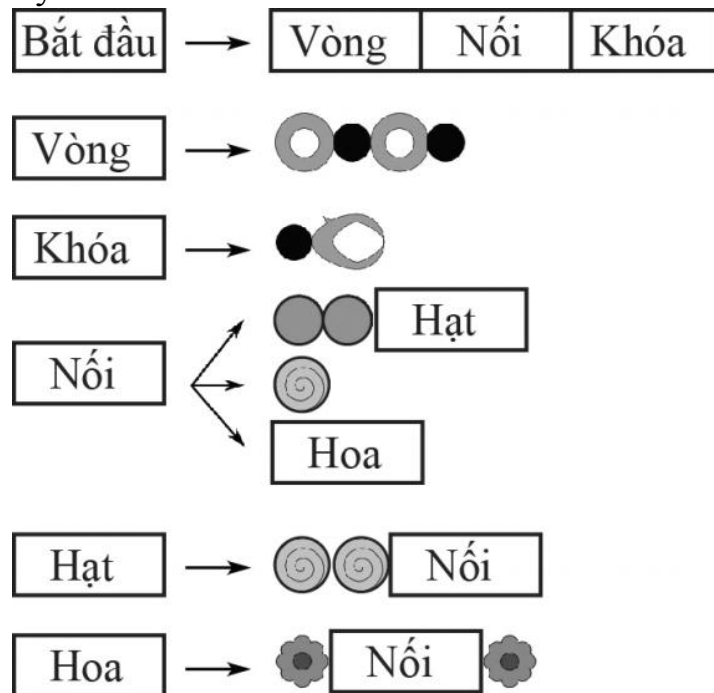 Bắt đầu Vòng Nối Khóa
Vòng
Khóa
Hạt
Nối
Hoa
Hạt Nối
Hoa Nối